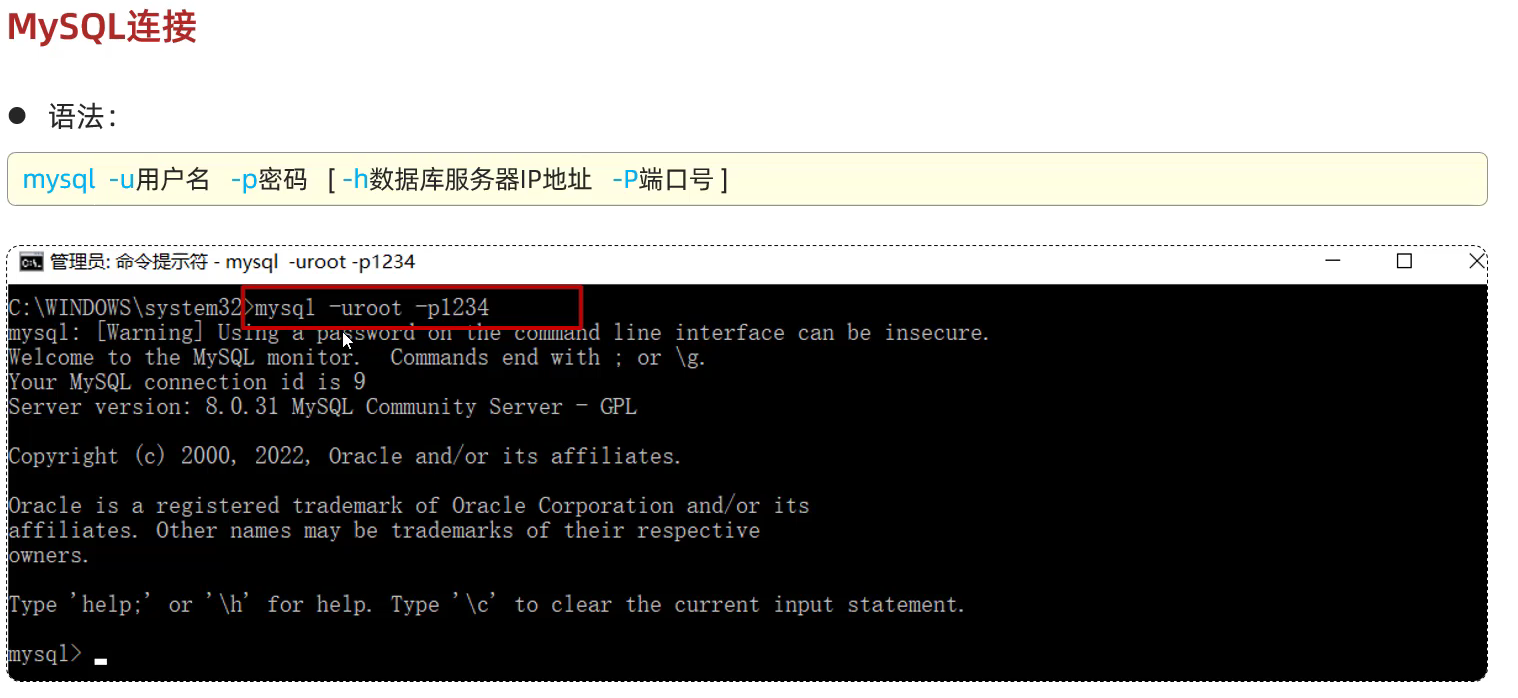 MySQL连接
● 语法：
mysql -u用户名 -p密码 [ -h数据库服务器IP地址 -P端口号 ]
管理员: 命令提示符 - mysql -uroot -p1234
C:\WINDOWS\system32>mysql -uroot -p1234
mysql: [Warning] Using a password on the command line interface can be insecure.
Welcome to the MySQL monitor.  Commands end with ; or \g.
Your MySQL connection id is 9
Server version: 8.0.31 MySQL Community Server - GPL
Copyright (c) 2000, 2022, Oracle and/or its affiliates.
Oracle is a registered trademark of Oracle Corporation and/or its
affiliates. Other names may be trademarks of their respective
owners.
Type 'help;' or '\h' for help. Type '\c' to clear the current input statement.
mysql>